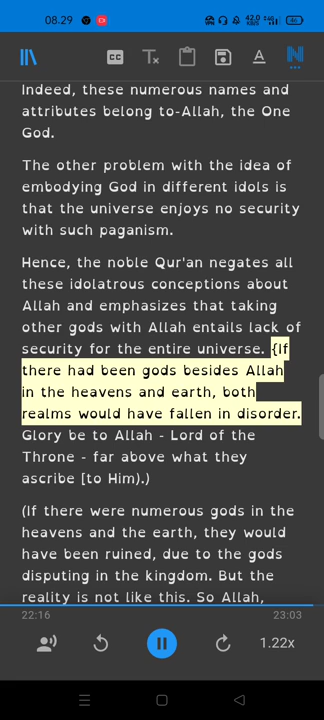 08.29
42.0 KB/s
46
CC
Indeed, these numerous names and
attributes belong to-Allah, the One
God.
The other problem with the idea of
embodying God in different idols is
that the universe enjoys no security
with such paganism.
Hence, the noble Qur'an negates all
these idolatrous conceptions about
Allah and emphasizes that taking
other gods with Allah entails lack of
security for the entire universe. {If
there had been gods besides Allah
in the heavens and earth, both
realms would have fallen in disorder.
Glory be to Allah - Lord of the
Throne - far above what they
ascribe [to Him).)
(If there were numerous gods in the
heavens and the earth, they would
have been ruined, due to the gods
disputing in the kingdom. But the
reality is not like this. So Allah,
22:16
23:03
1.22x